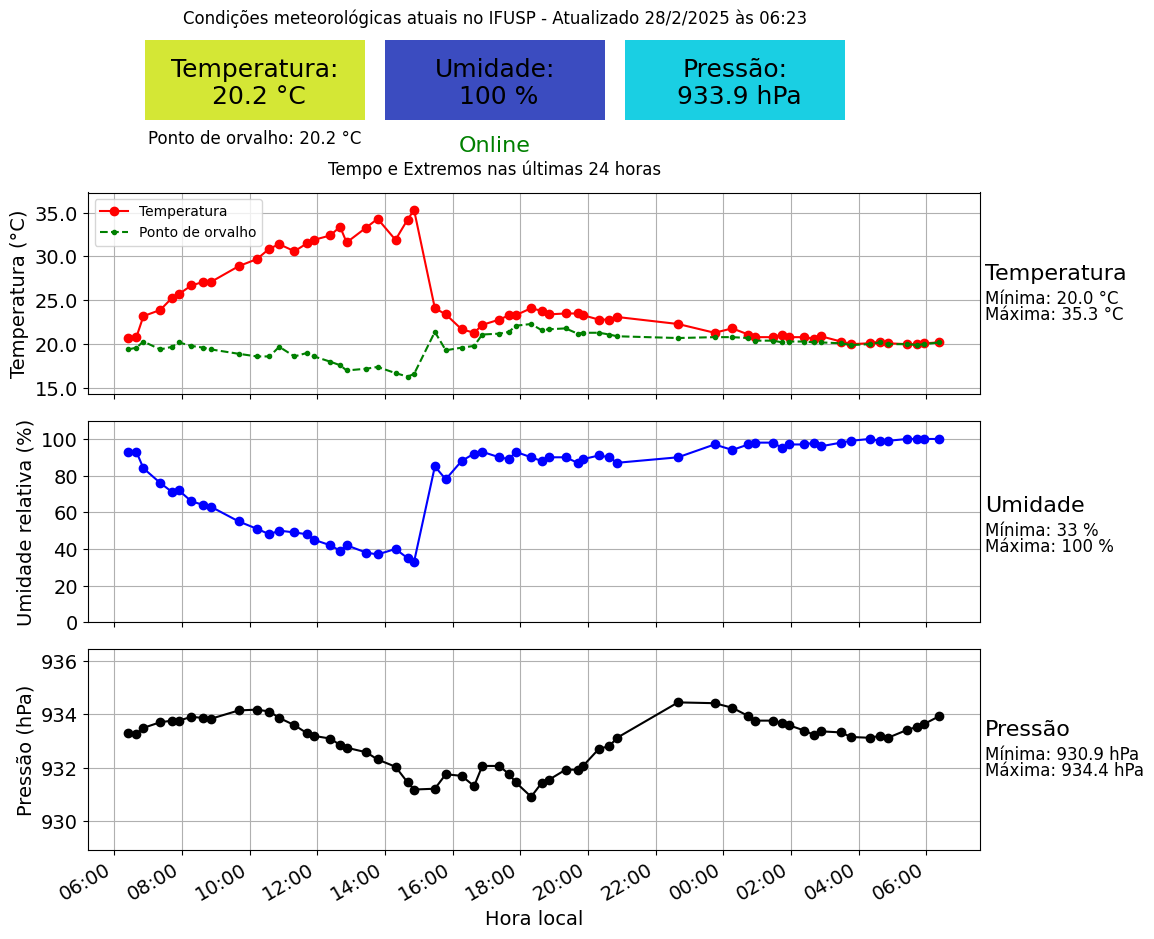 Condições meteorológicas atuais no IFUSP - Atualizado 28/2/2025 às 06:23
Temperatura:
20.2 °C
Umidade:
100 %
Pressão:
933.9 hPa
Ponto de orvalho: 20.2 °C
Online
Tempo e Extremos nas últimas 24 horas
Temperatura
Ponto de orvalho
Temperatura (°C)
35.0
30.0
25.0
20.0
15.0
Temperatura
Mínima: 20.0 °C
Máxima: 35.3 °C
Umidade relativa (%)
100
80
60
40
20
0
Umidade
Mínima: 33 %
Máxima: 100 %
Pressão (hPa)
936
934
932
930
Pressão
Mínima: 930.9 hPa
Máxima: 934.4 hPa
06:00
08:00
10:00
12:00
14:00
16:00
18:00
20:00
22:00
00:00
02:00
04:00
06:00
Hora local